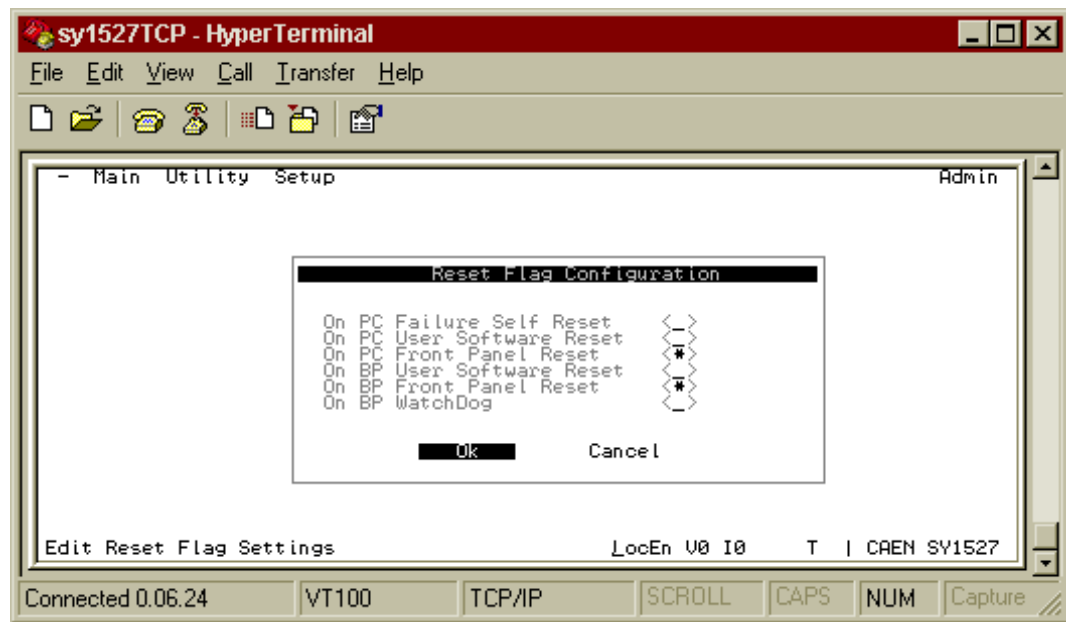 sy1527TCP - HyperTerminal
File Edit View Call Transfer Help
- Main Utility Setup Admin
Reset Flag Configuration
On PC Failure Self Reset <_>
On PC User Software Reset <_>
On PC Front Panel Reset <*>
On BP User Software Reset <_>
On BP Front Panel Reset <*>
On BP WatchDog <_>
Ok Cancel
Edit Reset Flag Settings LocEn V0 I0 T | CAEN SY1527
Connected 0.06.24 VT100 TCP/IP SCROLL CAPS NUM Capture